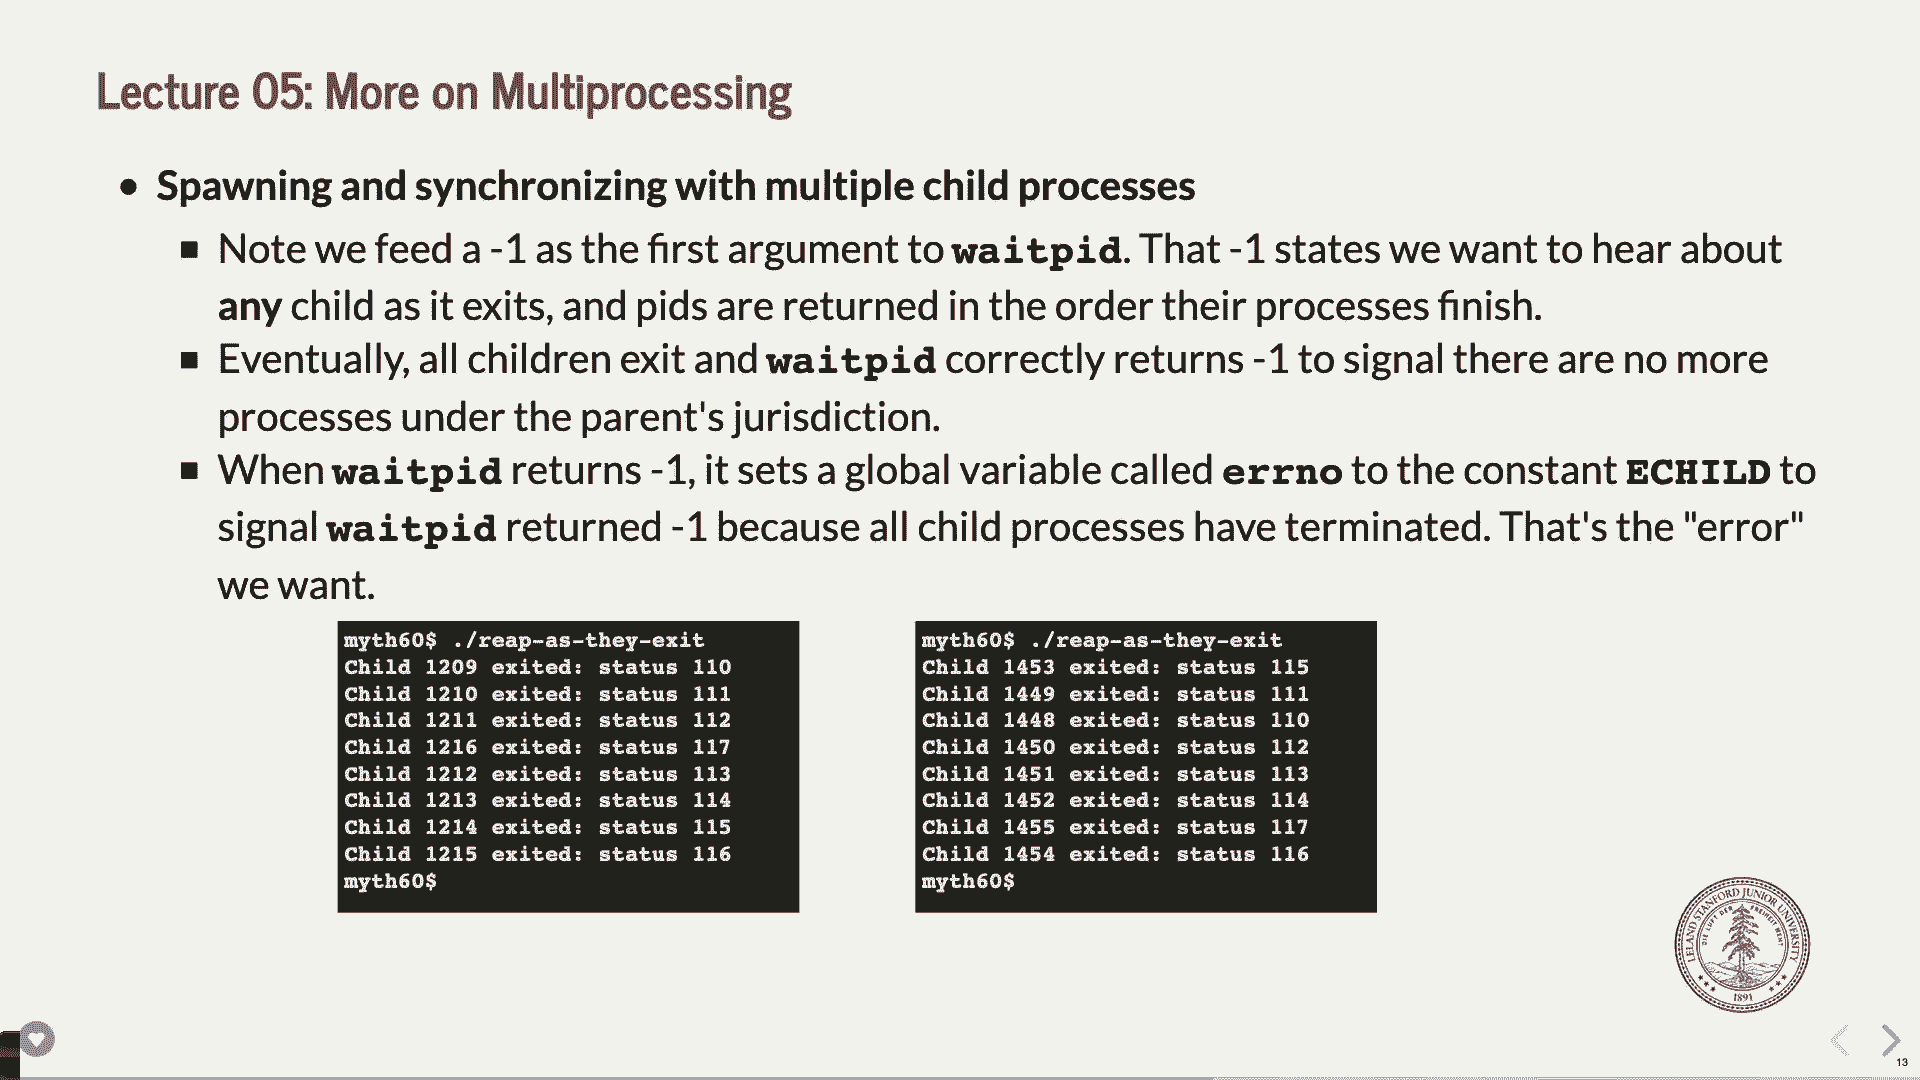 Lecture 05: More on Multiprocessing
• Spawning and synchronizing with multiple child processes
▪ Note we feed a -1 as the first argument to waitpid. That -1 states we want to hear about
any child as it exits, and pids are returned in the order their processes finish.
▪ Eventually, all children exit and waitpid correctly returns -1 to signal there are no more
processes under the parent's jurisdiction.
▪ When waitpid returns -1, it sets a global variable called errno to the constant ECHILD to
signal waitpid returned -1 because all child processes have terminated. That's the "error"
we want.
myth60$ ./reap-as-they-exit
Child 1209 exited: status 110
Child 1210 exited: status 111
Child 1211 exited: status 112
Child 1216 exited: status 117
Child 1212 exited: status 113
Child 1213 exited: status 114
Child 1214 exited: status 115
Child 1215 exited: status 116
myth60$
myth60$ ./reap-as-they-exit
Child 1453 exited: status 115
Child 1449 exited: status 111
Child 1448 exited: status 110
Child 1450 exited: status 112
Child 1451 exited: status 113
Child 1452 exited: status 114
Child 1455 exited: status 117
Child 1454 exited: status 116
myth60$
LELAND STANFORD JUNIOR UNIVERSITY
DIE LUFT DER FREIHEIT WEHT
1891
13